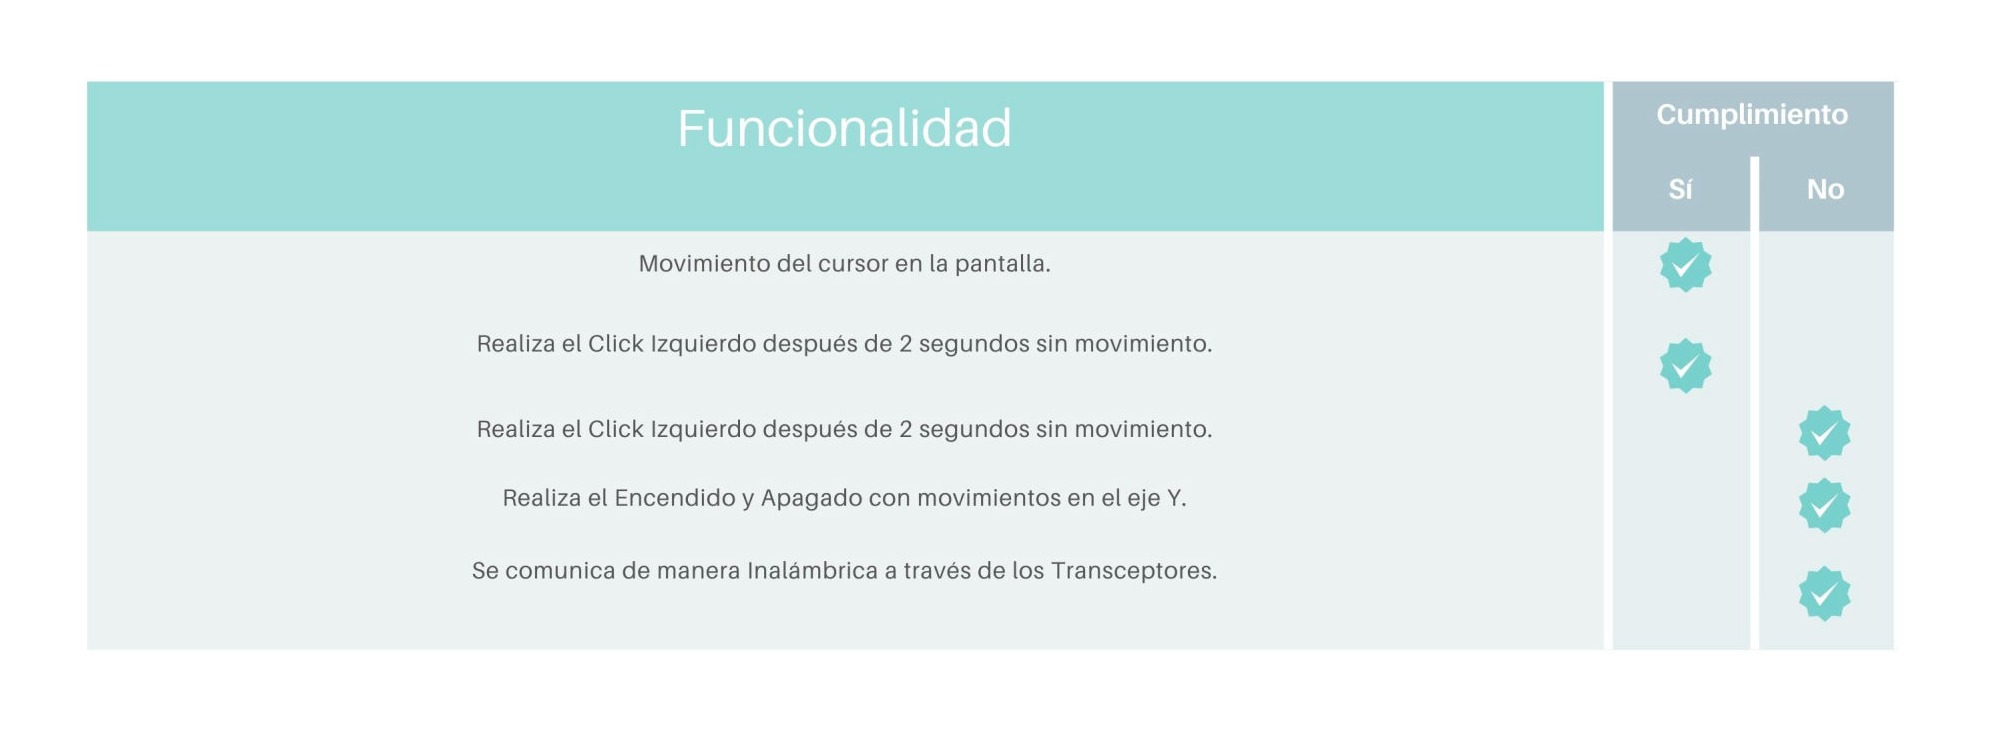 Funcionalidad
Cumplimiento
Sí
No
Movimiento del cursor en la pantalla.
Realiza el Click Izquierdo después de 2 segundos sin movimiento.
Realiza el Click Izquierdo después de 2 segundos sin movimiento.
Realiza el Encendido y Apagado con movimientos en el eje Y.
Se comunica de manera Inalámbrica a través de los Transceptores.